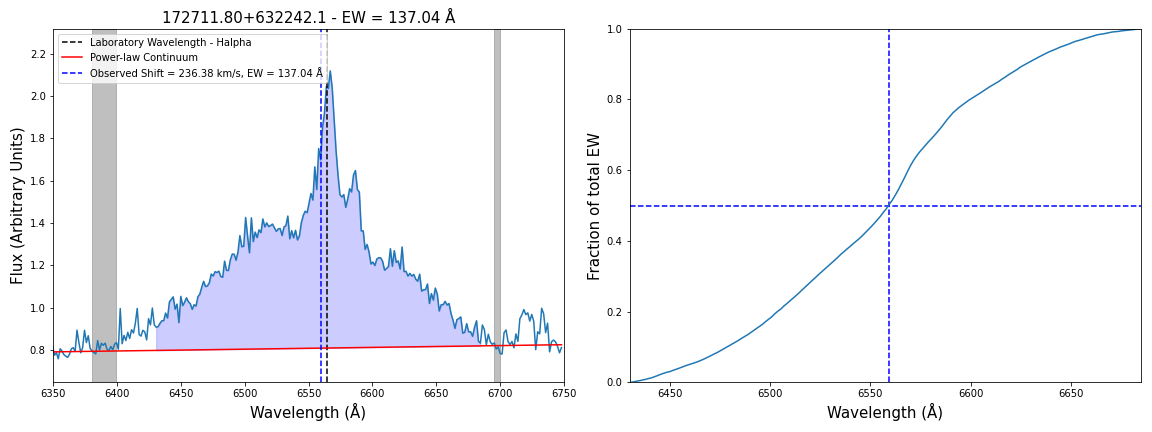 172711.80+632242.1 - EW = 137.04 Å
Laboratory Wavelength - Halpha
Power-law Continuum
Observed Shift = 236.38 km/s, EW = 137.04 Å
Flux (Arbitrary Units)
2.2
2.0
1.8
1.6
1.4
1.2
1.0
0.8
6350 6400 6450 6500 6550 6600 6650 6700 6750
Wavelength (Å)
Fraction of total EW
1.0
0.8
0.6
0.4
0.2
0.0
6450 6500 6550 6600 6650
Wavelength (Å)